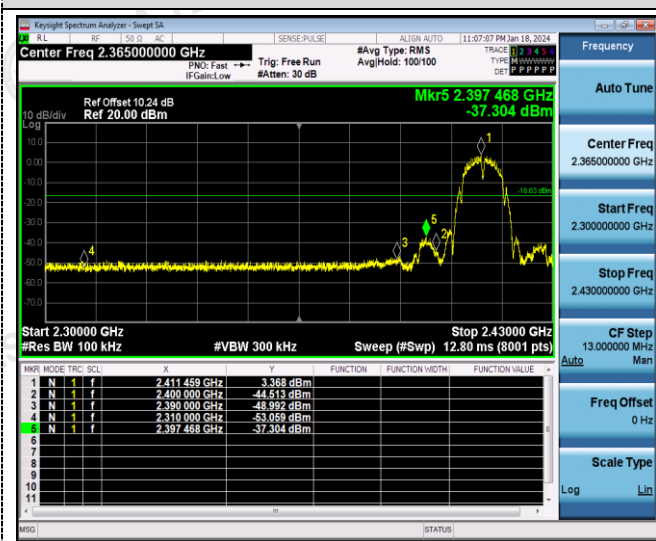 Keysight Spectrum Analyzer - Swept SA
RL RF 50 Ω AC SENSE:PULSE ALIGN AUTO 11:07:07 PM Jan 18, 2024
Center Freq 2.365000000 GHz #Avg Type: RMS TRACE 1 2 3 4 5 6
PNO: Fast Trig: Free Run Avg|Hold: 100/100 TYPE M WWWWW
IFGain:Low #Atten: 30 dB DET P P P P P P
Frequency
Auto Tune
Center Freq
2.365000000 GHz
Start Freq
2.300000000 GHz
Stop Freq
2.430000000 GHz
CF Step
13.000000 MHz
Auto Man
Freq Offset
0 Hz
Scale Type
Log Lin
Mkr5 2.397 468 GHz
-37.304 dBm
Ref Offset 10.24 dB
10 dB/div Ref 20.00 dBm
Log
10.0
0.00
-10.0
-20.0
-30.0
-40.0
-50.0
-60.0
-70.0
1
-16.63 dBm
5
2
3
4
Start 2.30000 GHz Stop 2.43000 GHz
#Res BW 100 kHz #VBW 300 kHz Sweep (#Swp) 12.80 ms (8001 pts)
MKR MODE TRC SCL X Y FUNCTION FUNCTION WIDTH FUNCTION VALUE
1 N 1 f 2.411 459 GHz 3.368 dBm
2 N 1 f 2.400 000 GHz -44.513 dBm
3 N 1 f 2.390 000 GHz -48.992 dBm
4 N 1 f 2.310 000 GHz -53.059 dBm
5 N 1 f 2.397 468 GHz -37.304 dBm
6
7
8
9
10
11
MSG STATUS